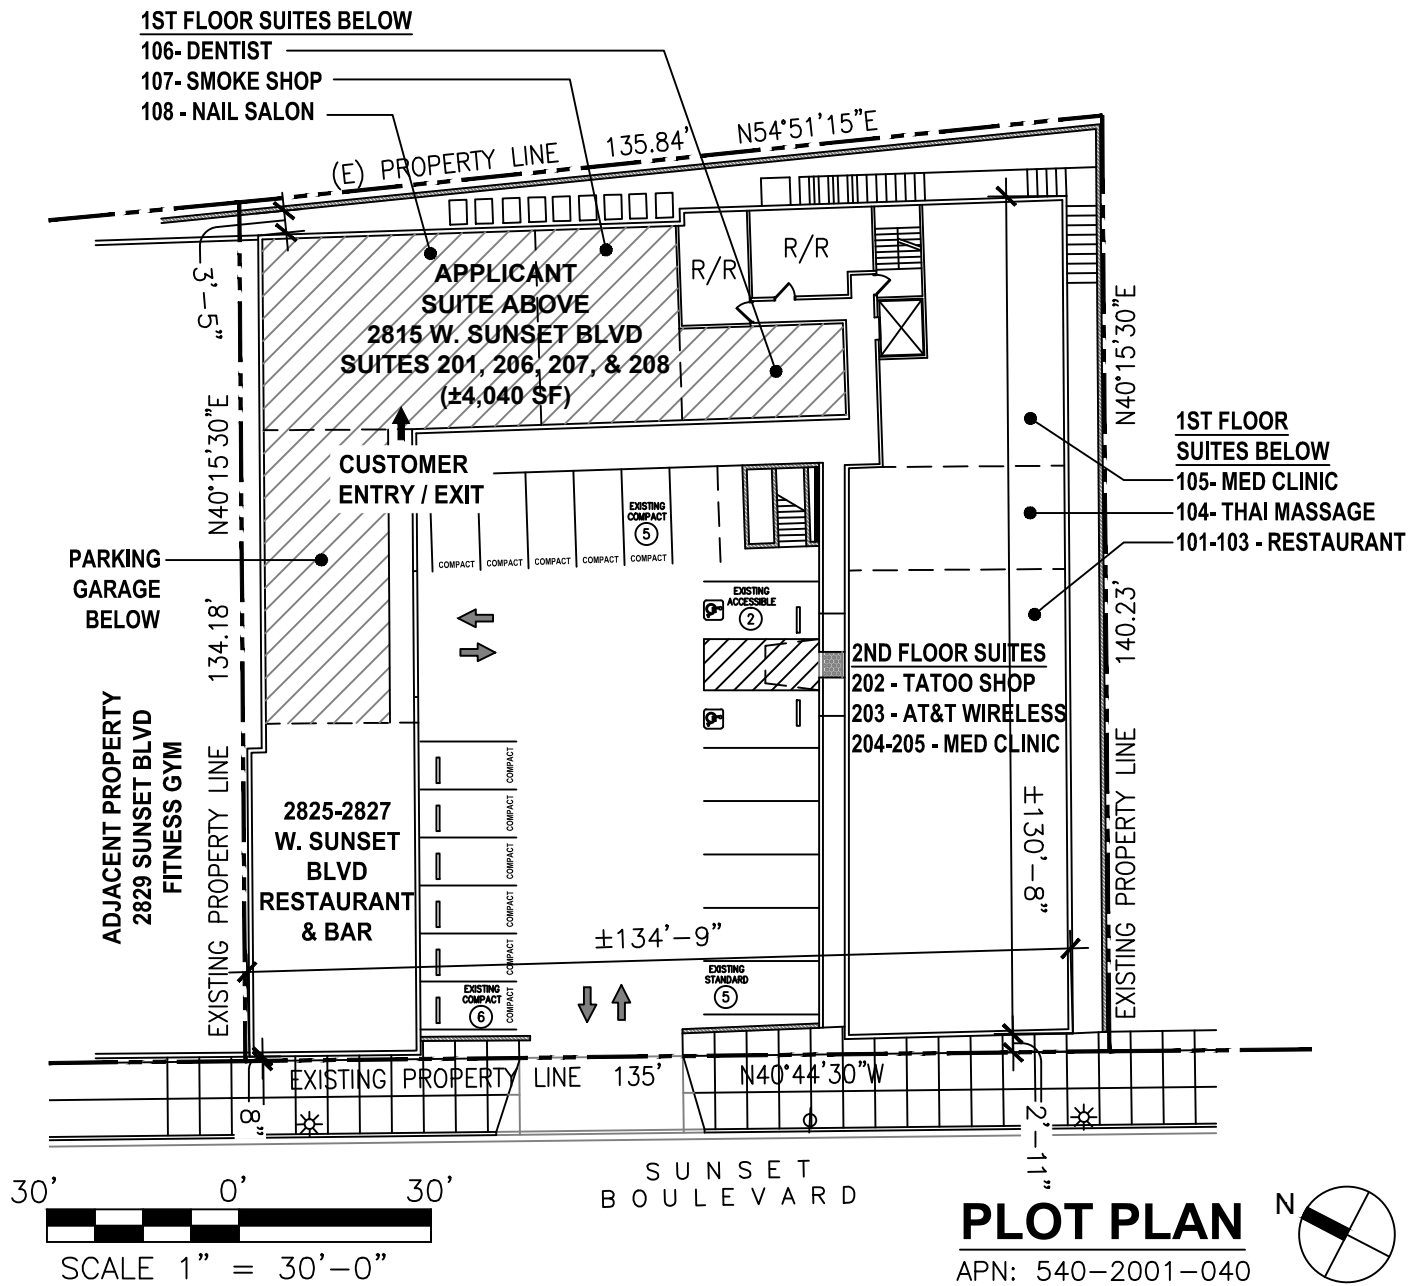 1ST FLOOR SUITES BELOW
106- DENTIST
107- SMOKE SHOP
108 - NAIL SALON
(E) PROPERTY LINE 135.84' N54°51'15"E
3'-5"
R/R
R/R
APPLICANT
SUITE ABOVE
2815 W. SUNSET BLVD
SUITES 201, 206, 207, & 208
(±4,040 SF)
CUSTOMER
ENTRY / EXIT
N40°15'30"E
134.18'
EXISTING PROPERTY LINE
N40°15'30"E
140.23'
EXISTING PROPERTY LINE
1ST FLOOR
SUITES BELOW
105- MED CLINIC
104- THAI MASSAGE
101-103 - RESTAURANT
PARKING
GARAGE
BELOW
EXISTING
COMPACT
5
COMPACT
COMPACT
COMPACT
COMPACT
COMPACT
EXISTING
ACCESSIBLE
2
2ND FLOOR SUITES
202 - TATOO SHOP
203 - AT&T WIRELESS
204-205 - MED CLINIC
ADJACENT PROPERTY
2829 SUNSET BLVD
FITNESS GYM
2825-2827
W. SUNSET
BLVD
RESTAURANT
& BAR
COMPACT
COMPACT
COMPACT
COMPACT
COMPACT
COMPACT
±130'-8"
±134'-9"
EXISTING
COMPACT
6
EXISTING
STANDARD
5
EXISTING PROPERTY LINE 135' N40°44'30"W
8"
2'-11"
SUNSET
BOULEVARD
30' 0' 30'
SCALE 1" = 30'-0"
PLOT PLAN
APN: 540-2001-040
N